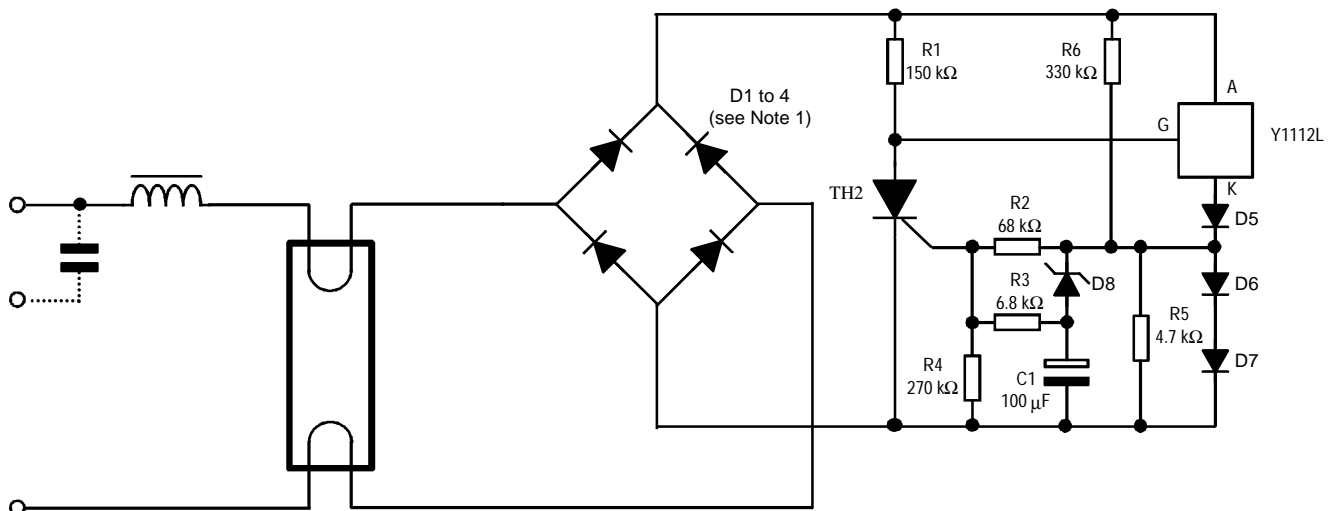 R1
150 kΩ
R6
330 kΩ
A
D1 to 4
(see Note 1)
G
Y1112L
K
TH2
R2
68 kΩ
D5
R3
6.8 kΩ
D8
D6
R5
4.7 kΩ
R4
270 kΩ
C1
100 µF
D7